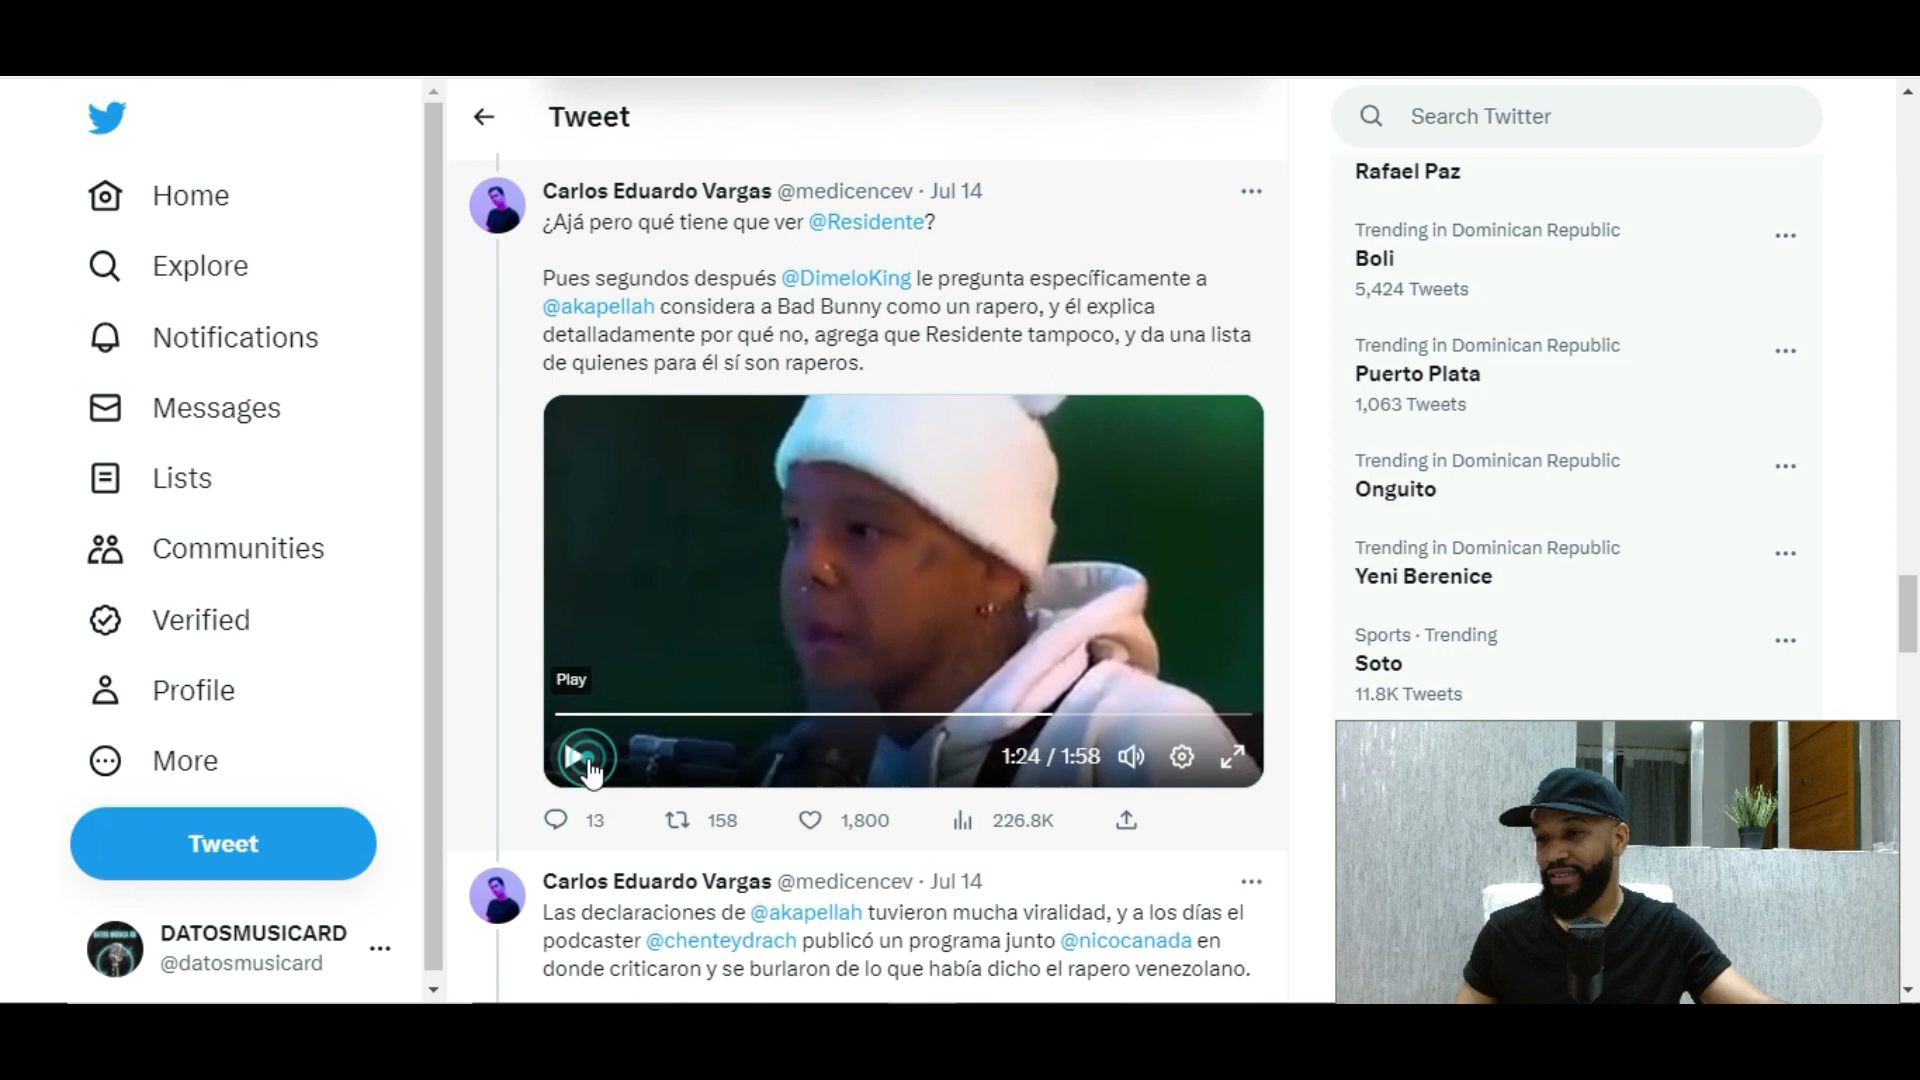 Home
Explore
Notifications
Messages
Lists
Communities
Verified
Profile
More
Tweet
DATOSMUSICARD
@datosmusicard
Tweet
Carlos Eduardo Vargas @medicencev · Jul 14
¿Ajá pero qué tiene que ver @Residente?
Pues segundos después @DimeloKing le pregunta específicamente a
@akapellah considera a Bad Bunny como un rapero, y él explica
detalladamente por qué no, agrega que Residente tampoco, y da una lista
de quienes para él sí son raperos.
Play
1:24 / 1:58
13 158 1,800 226.8K
Carlos Eduardo Vargas @medicencev · Jul 14
Las declaraciones de @akapellah tuvieron mucha viralidad, y a los días el
podcaster @chenteydrach publicó un programa junto @nicocanada en
donde criticaron y se burlaron de lo que había dicho el rapero venezolano.
Search Twitter
Rafael Paz
Trending in Dominican Republic
Boli
5,424 Tweets
Trending in Dominican Republic
Puerto Plata
1,063 Tweets
Trending in Dominican Republic
Onguito
Trending in Dominican Republic
Yeni Berenice
Sports · Trending
Soto
11.8K Tweets